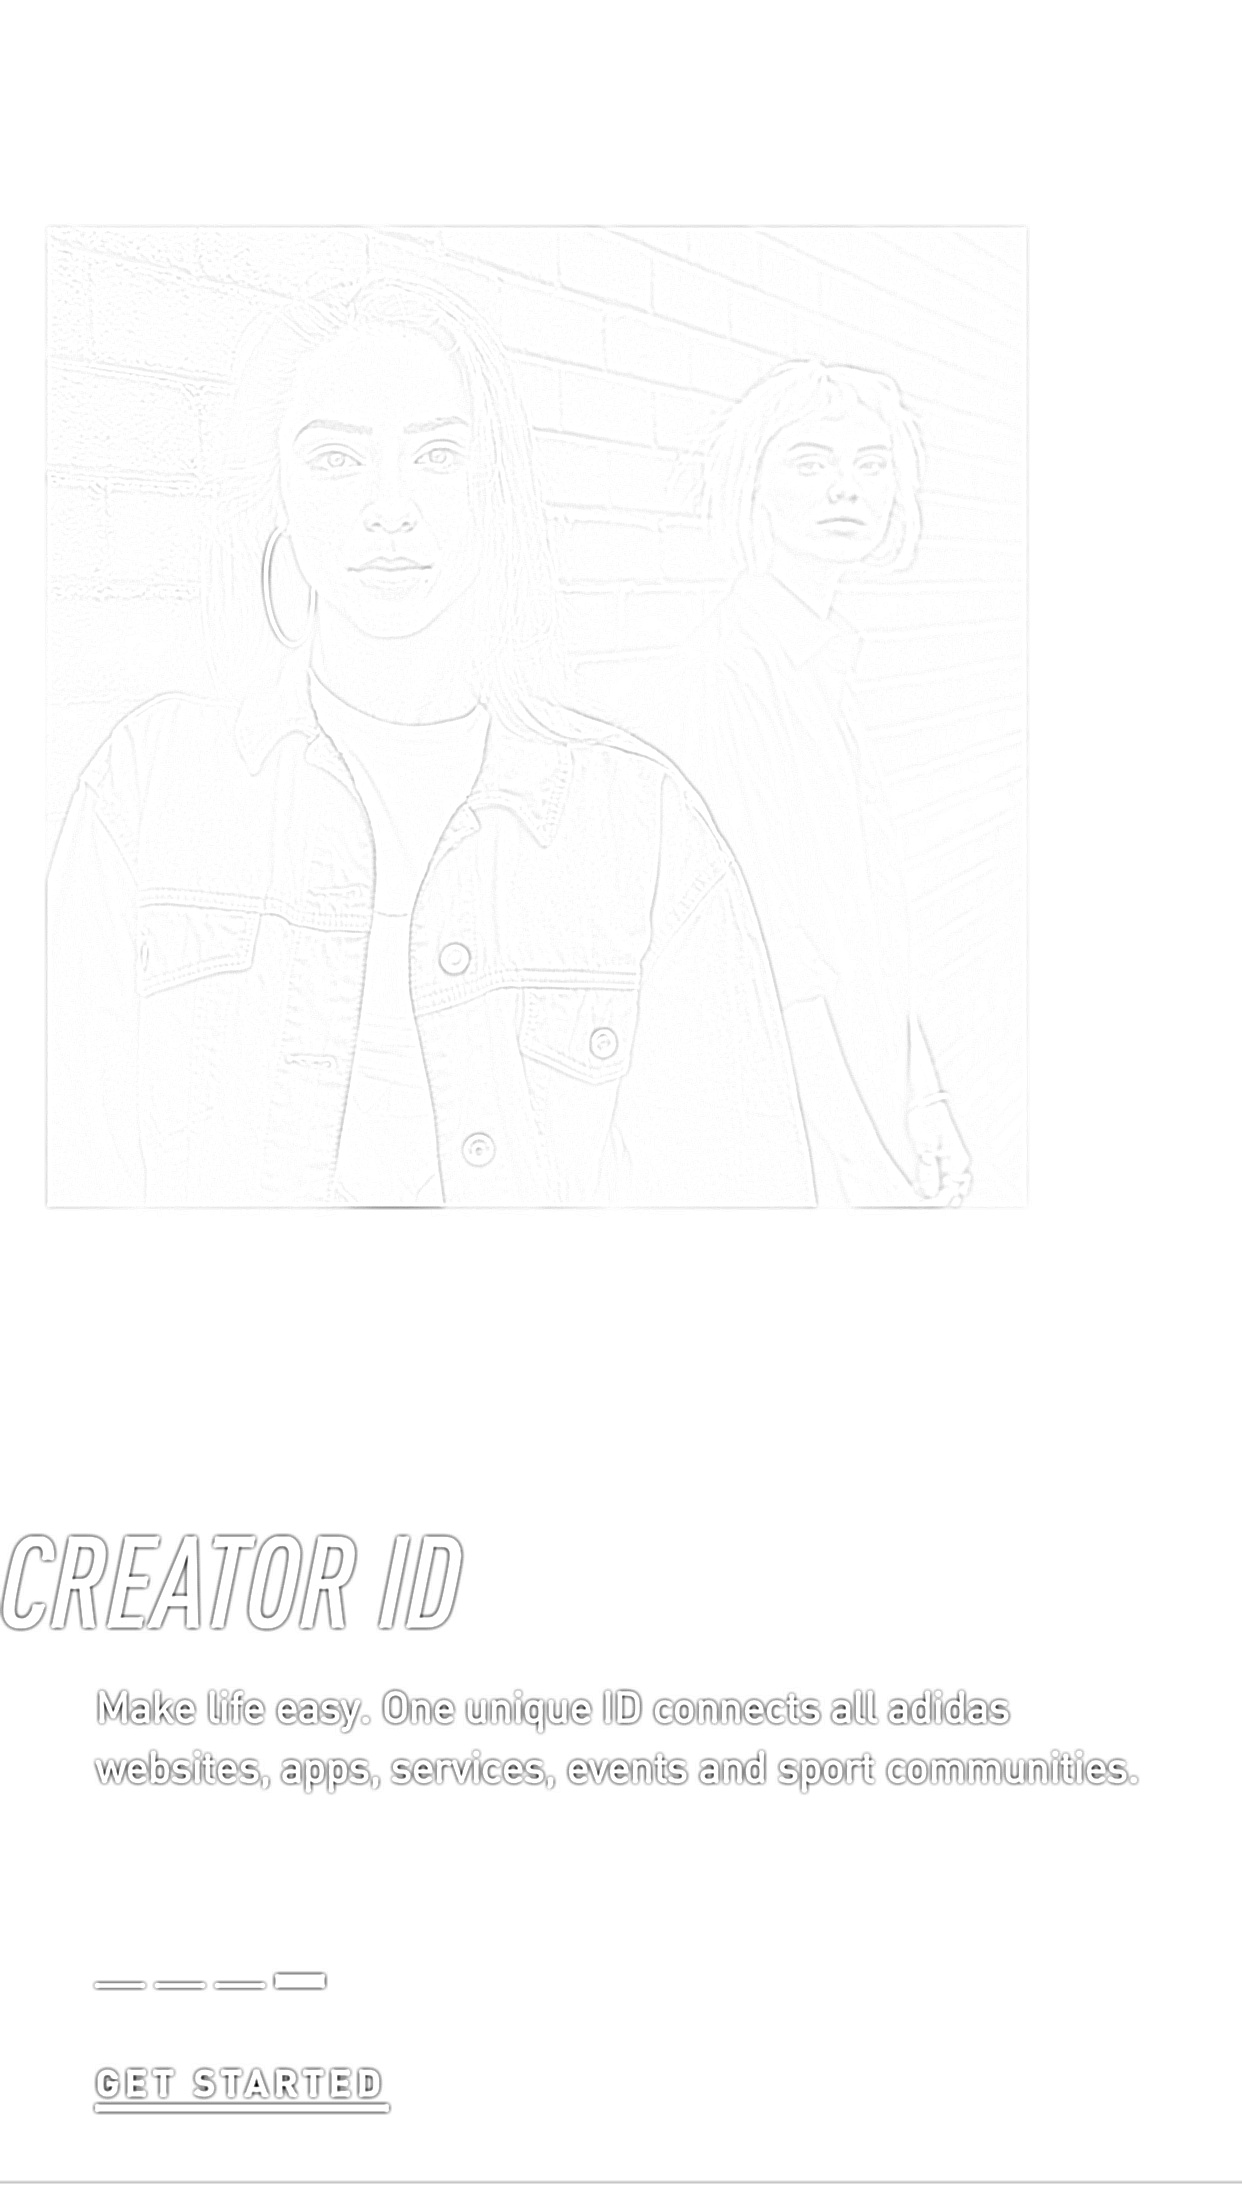 CREATOR ID
Make life easy. One unique ID connects all adidas
websites, apps, services, events and sport communities.
GET STARTED